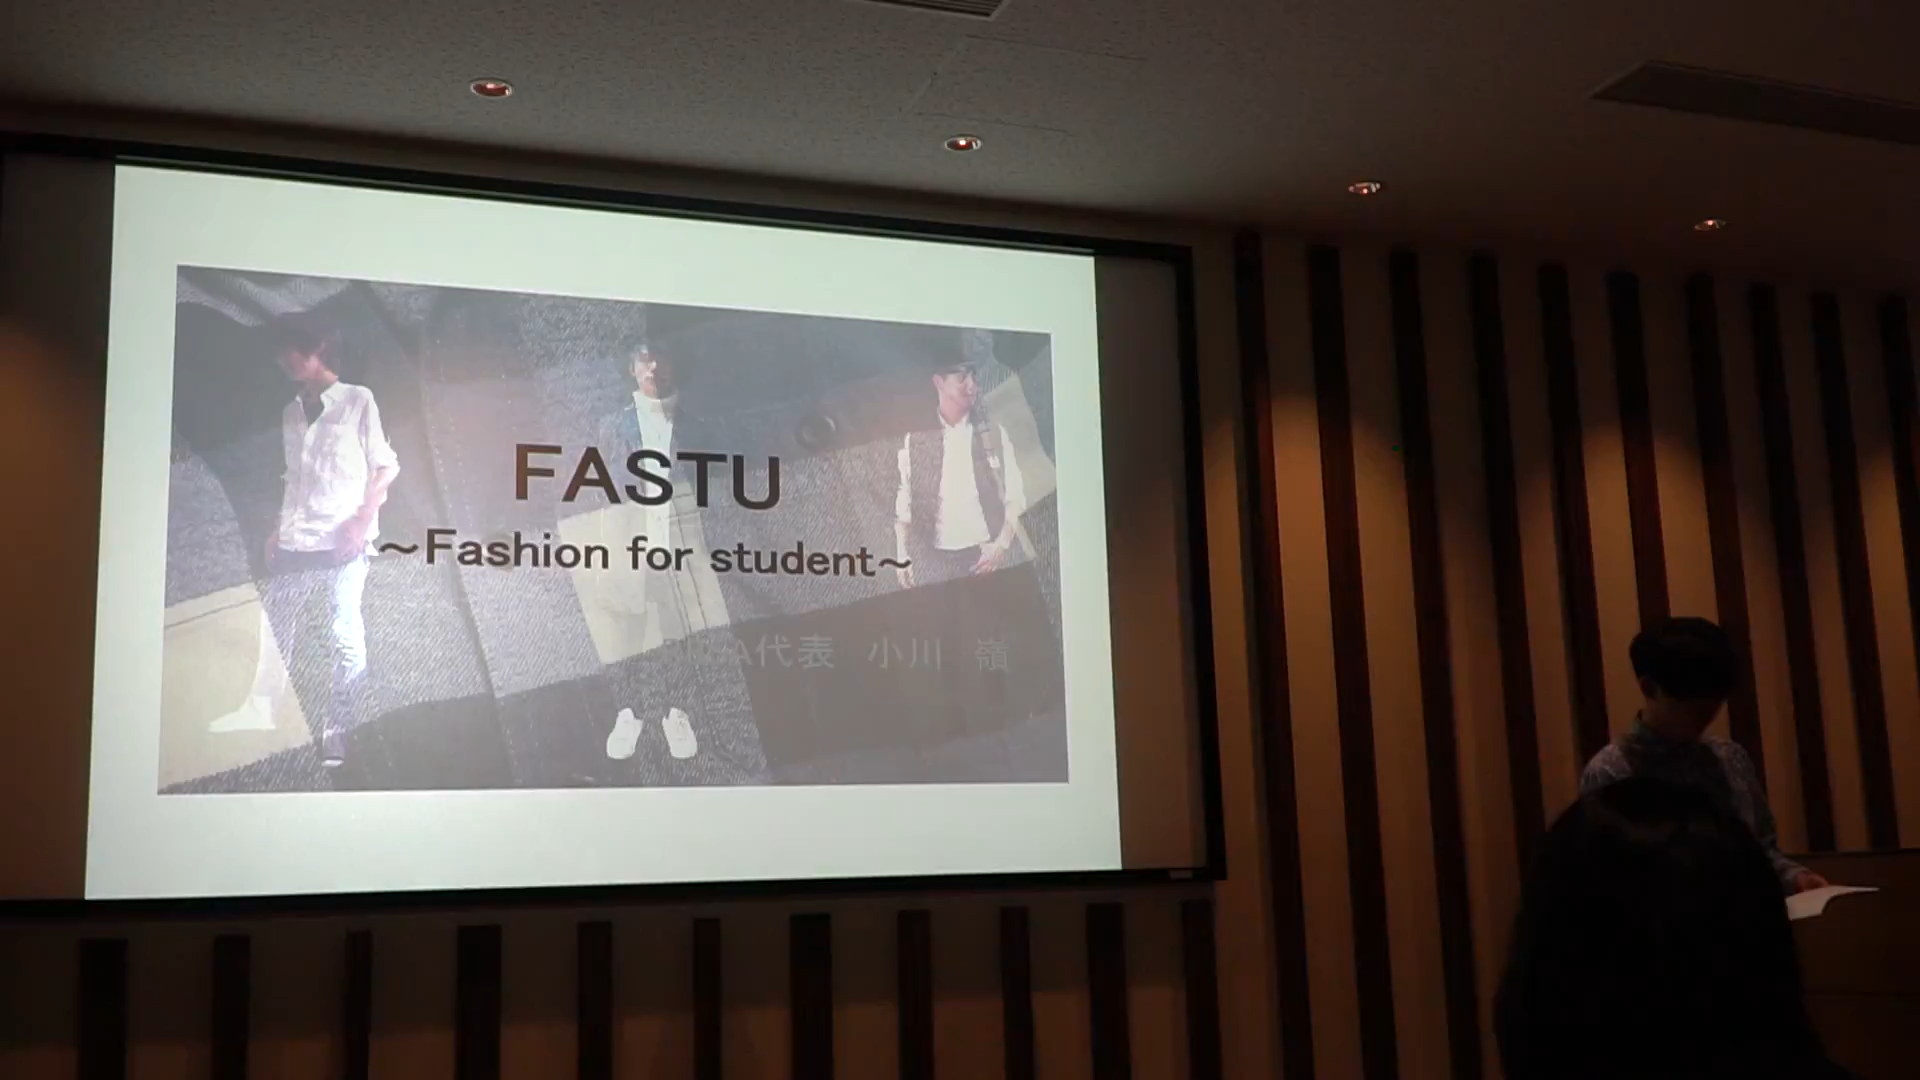 FASTU
～Fashion for student～
代表 小川 嶺